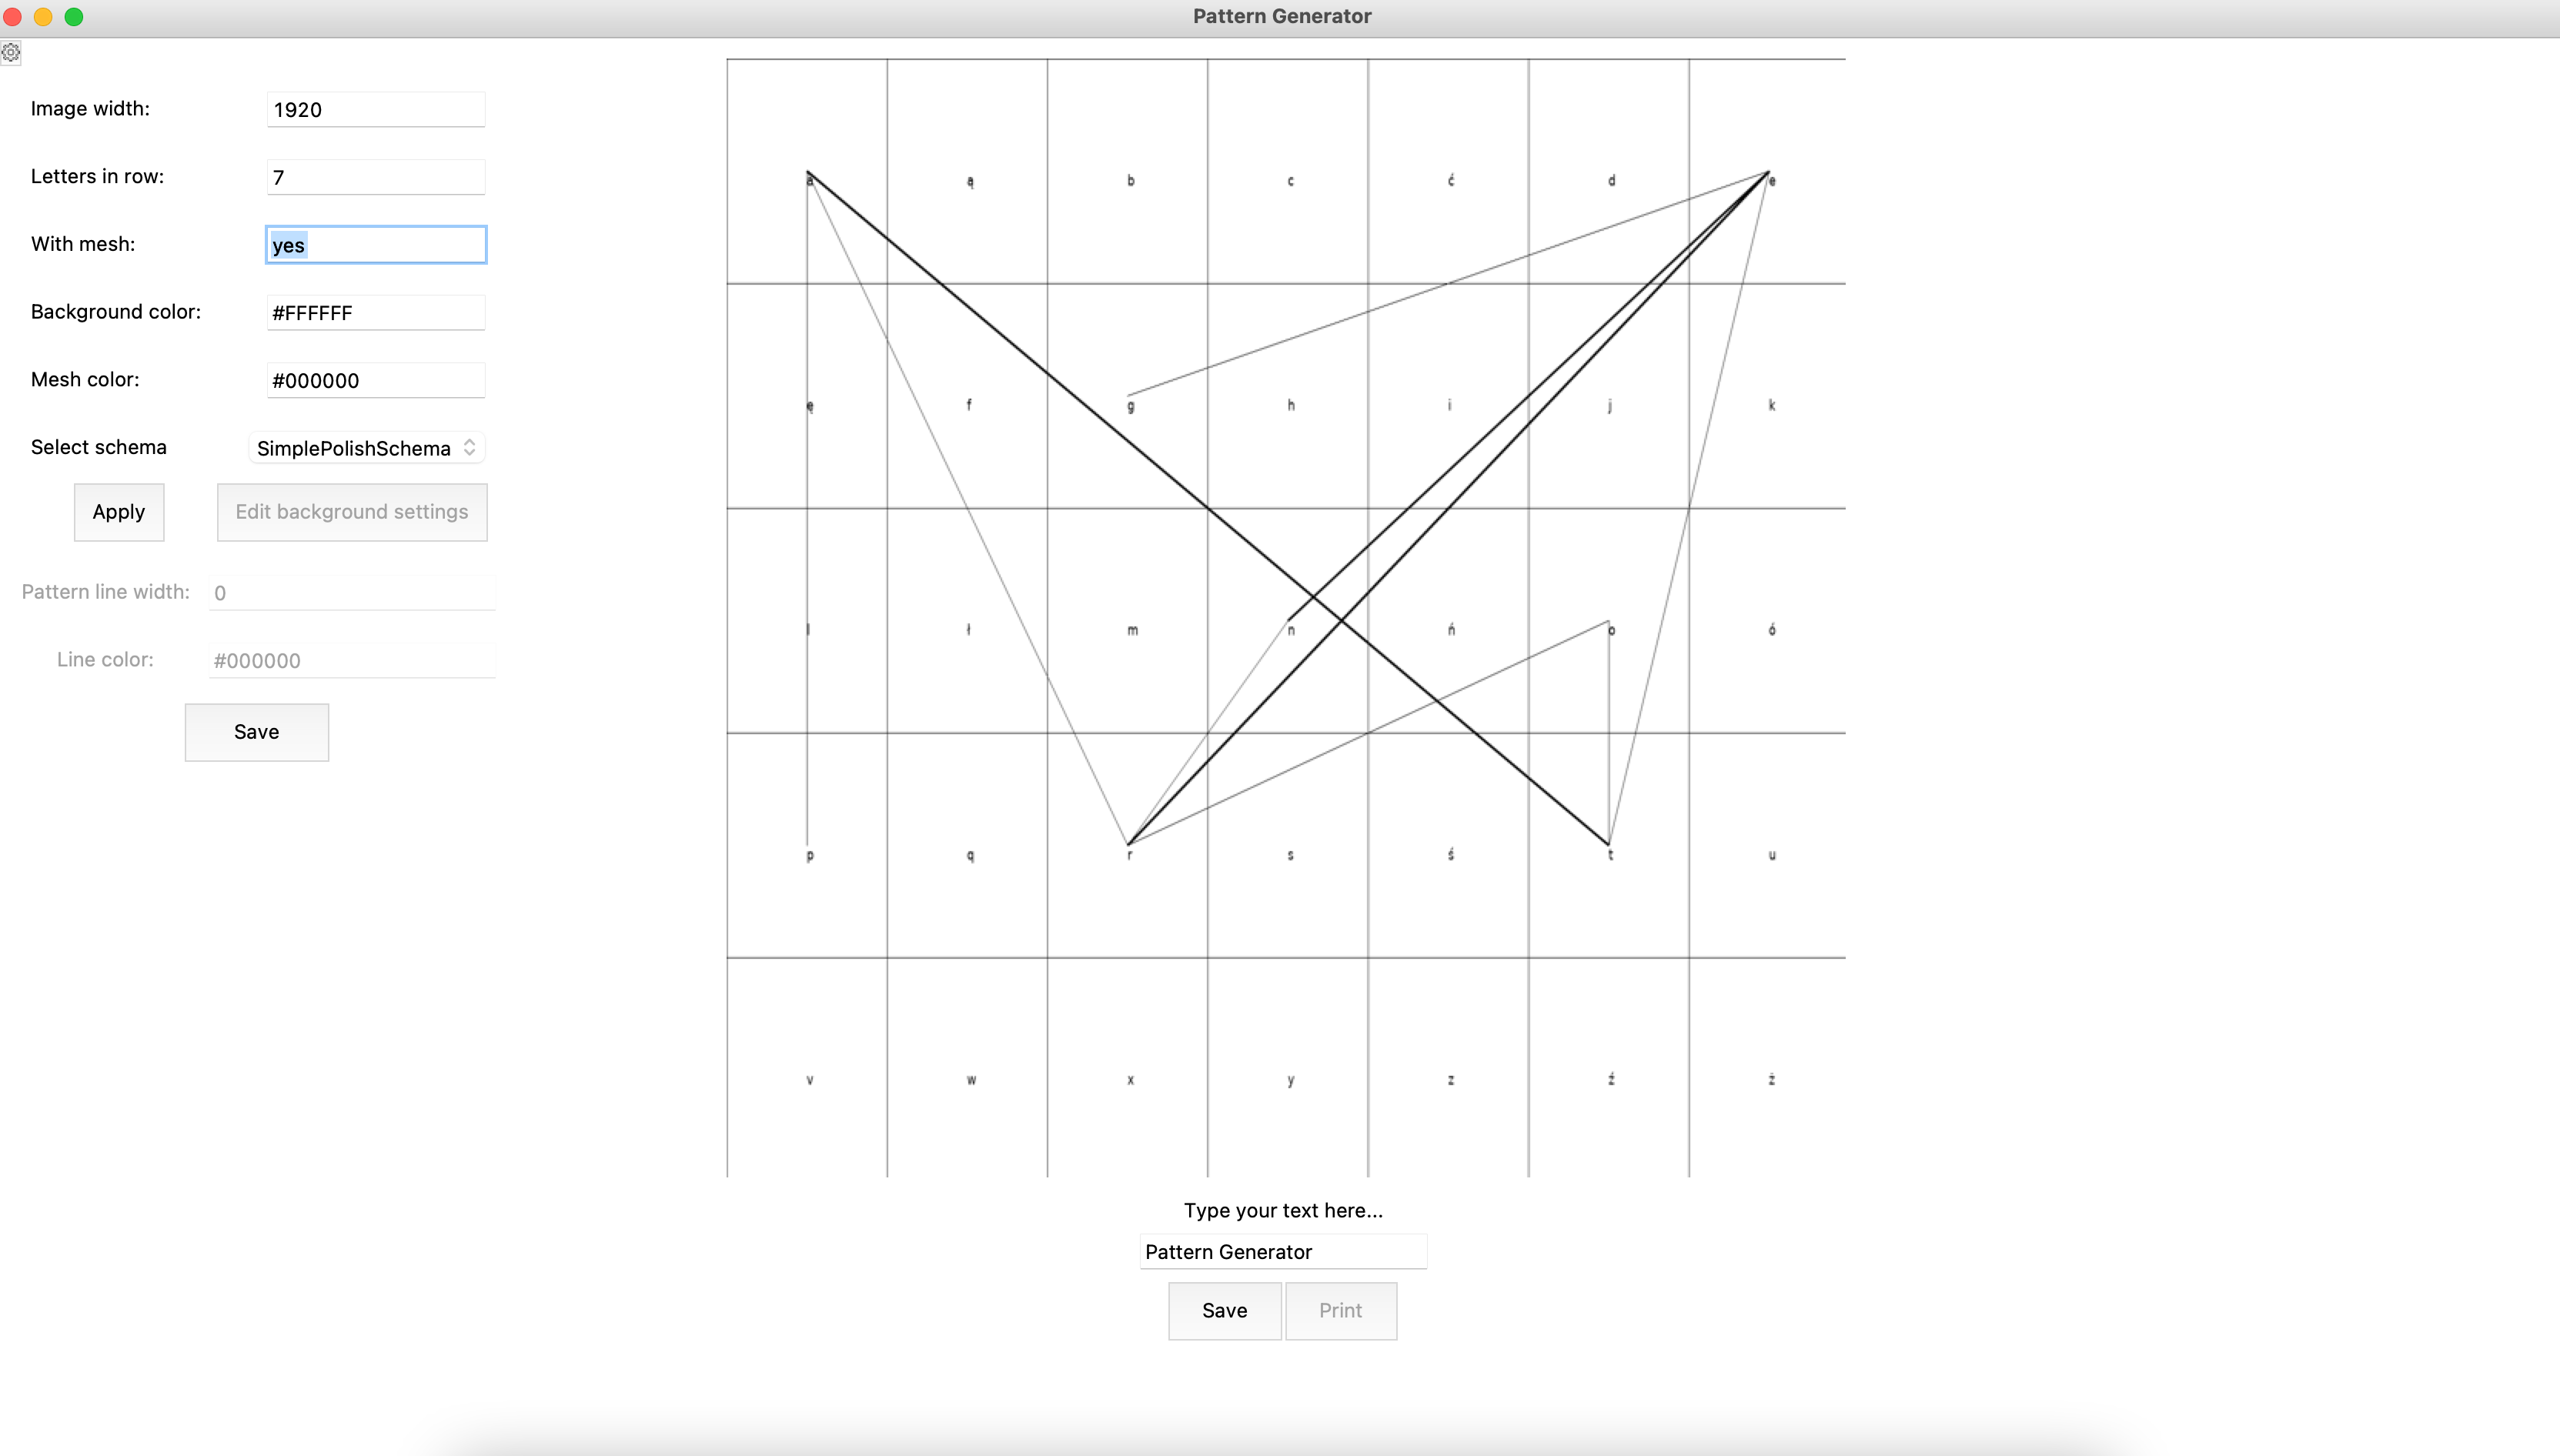 Pattern Generator
Image width: 1920
Letters in row: 7
With mesh: yes
Background color: #FFFFFF
Mesh color: #000000
Select schema SimplePolishSchema
Apply Edit background settings
Pattern line width: 0
Line color: #000000
Save
a ą b c ć d e
ę f g h i j k
l ł m n ń o ó
p q r s ś t u
v w x y z ź ż
Type your text here...
Pattern Generator
Save Print